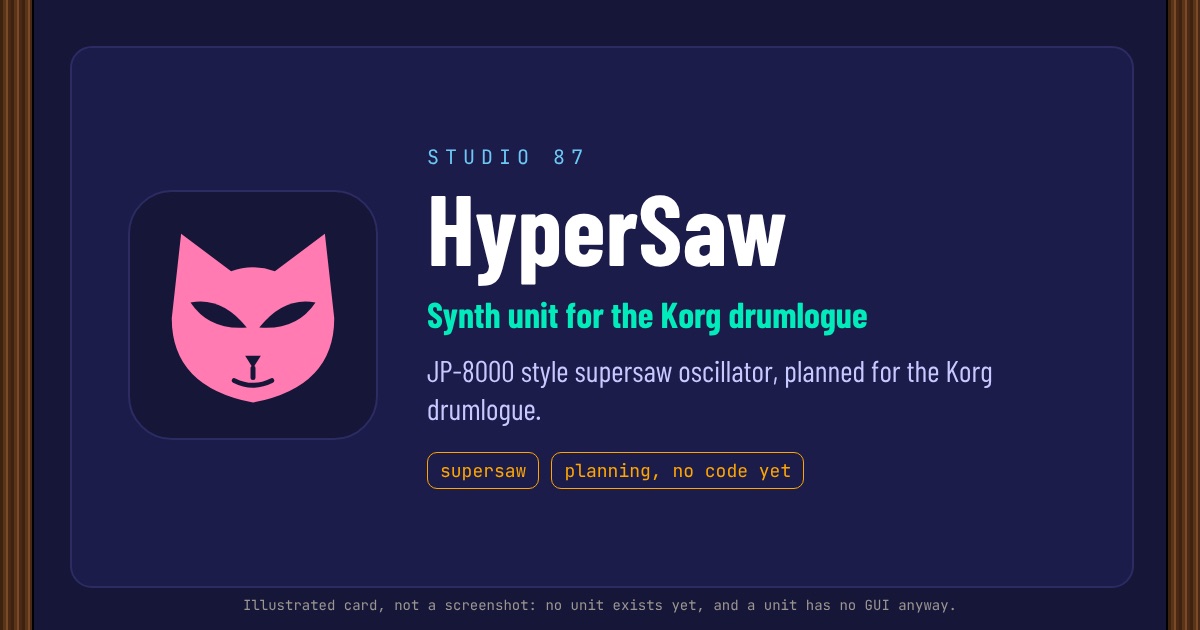 STUDIO 87
HyperSaw
Synth unit for the Korg drumlogue
JP-8000 style supersaw oscillator, planned for the Korg
drumlogue.
supersaw
planning, no code yet
Illustrated card, not a screenshot: no unit exists yet, and a unit has no GUI anyway.